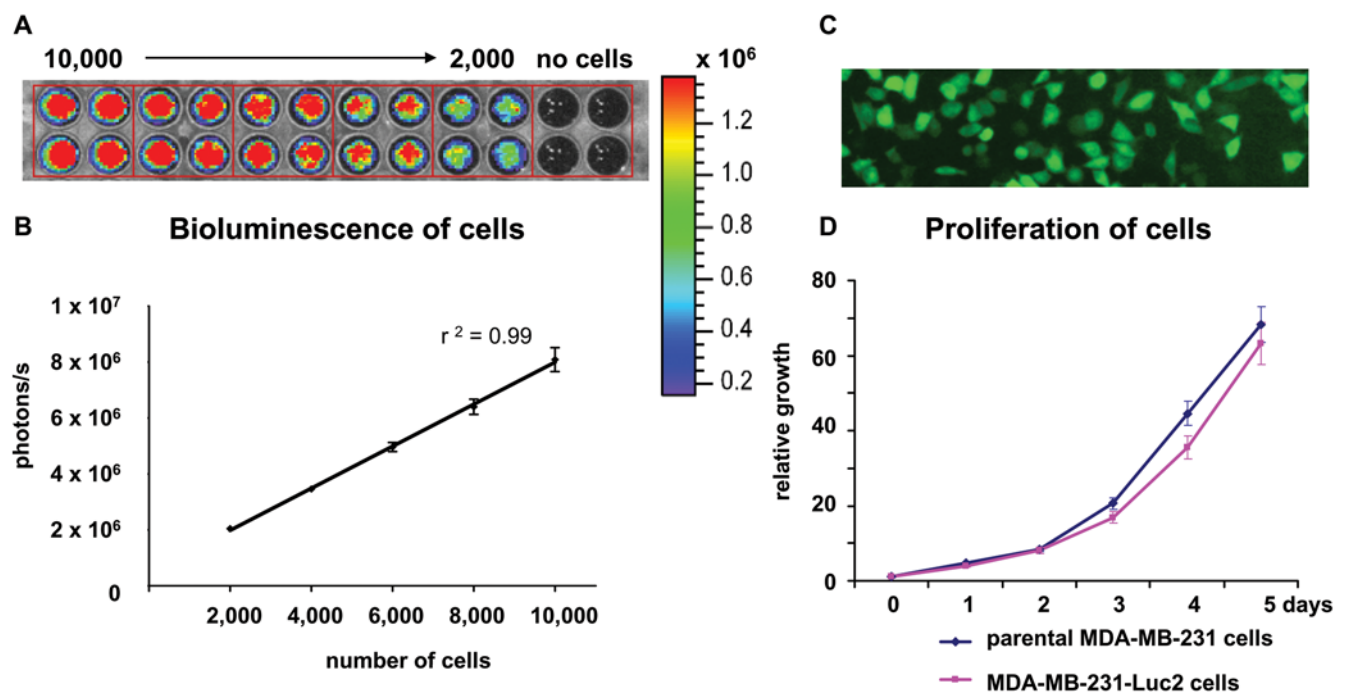 A
10,000 2,000 no cells
x 10⁶
1.2
1.0
0.8
0.6
0.4
0.2
B
Bioluminescence of cells
1 x 10⁷
8 x 10⁶
6 x 10⁶
4 x 10⁶
2 x 10⁶
0
photons/s
r ² = 0.99
2,000 4,000 6,000 8,000 10,000
number of cells
C
D
Proliferation of cells
80
60
40
20
0
relative growth
0 1 2 3 4 5 days
parental MDA-MB-231 cells
MDA-MB-231-Luc2 cells